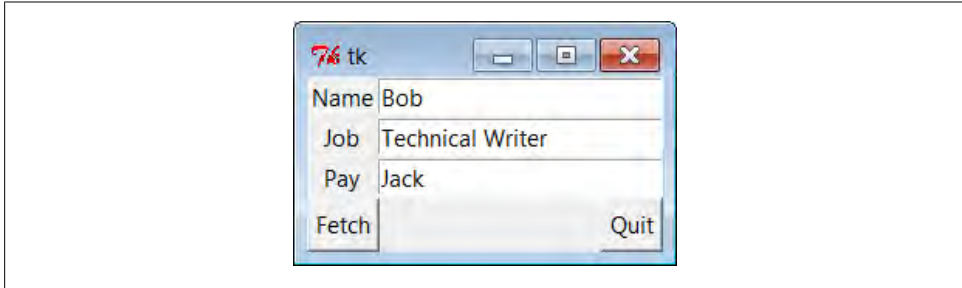 tk
Name Bob
Job Technical Writer
Pay Jack
Fetch Quit